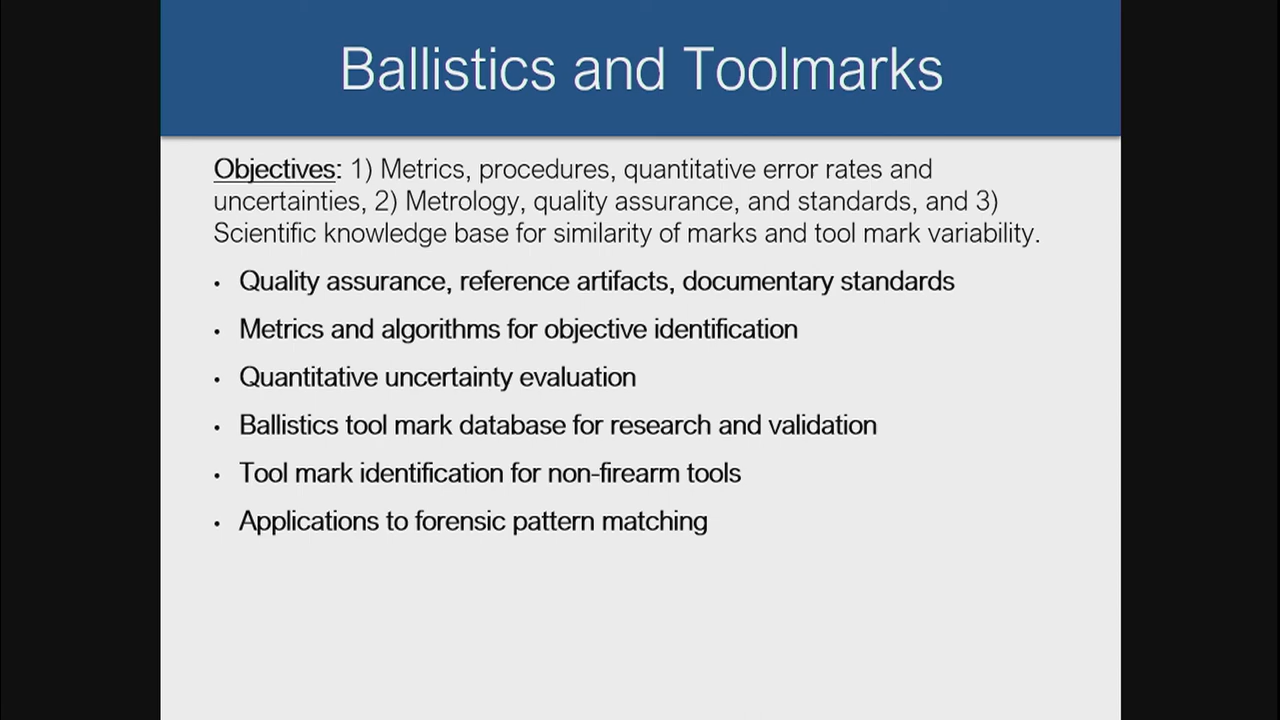 Ballistics and Toolmarks
Objectives: 1) Metrics, procedures, quantitative error rates and
uncertainties, 2) Metrology, quality assurance, and standards, and 3)
Scientific knowledge base for similarity of marks and tool mark variability.
• Quality assurance, reference artifacts, documentary standards
• Metrics and algorithms for objective identification
• Quantitative uncertainty evaluation
• Ballistics tool mark database for research and validation
• Tool mark identification for non-firearm tools
• Applications to forensic pattern matching